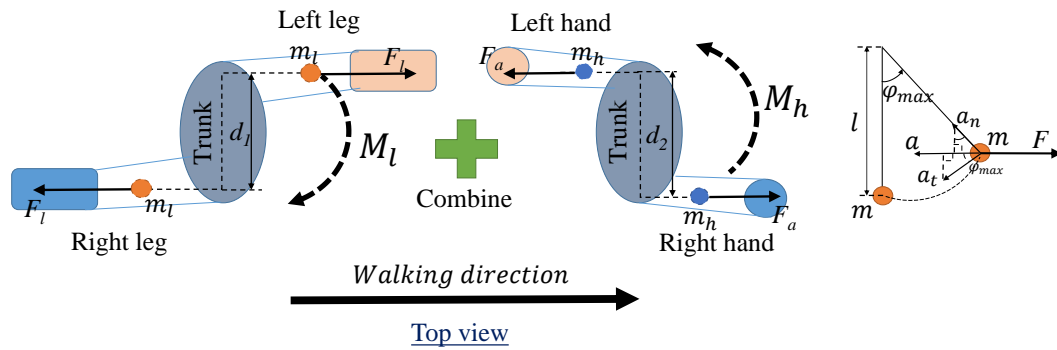 Left leg
m_l
F_l
Trunk
d_1
M_l
F_l
m_l
Right leg
Combine
Left hand
F_a
m_h
Trunk
d_2
M_h
m_h
F_a
Right hand
φ_max
l
a_n
m
F
a
a_t
φ_max
m
Walking direction
Top view